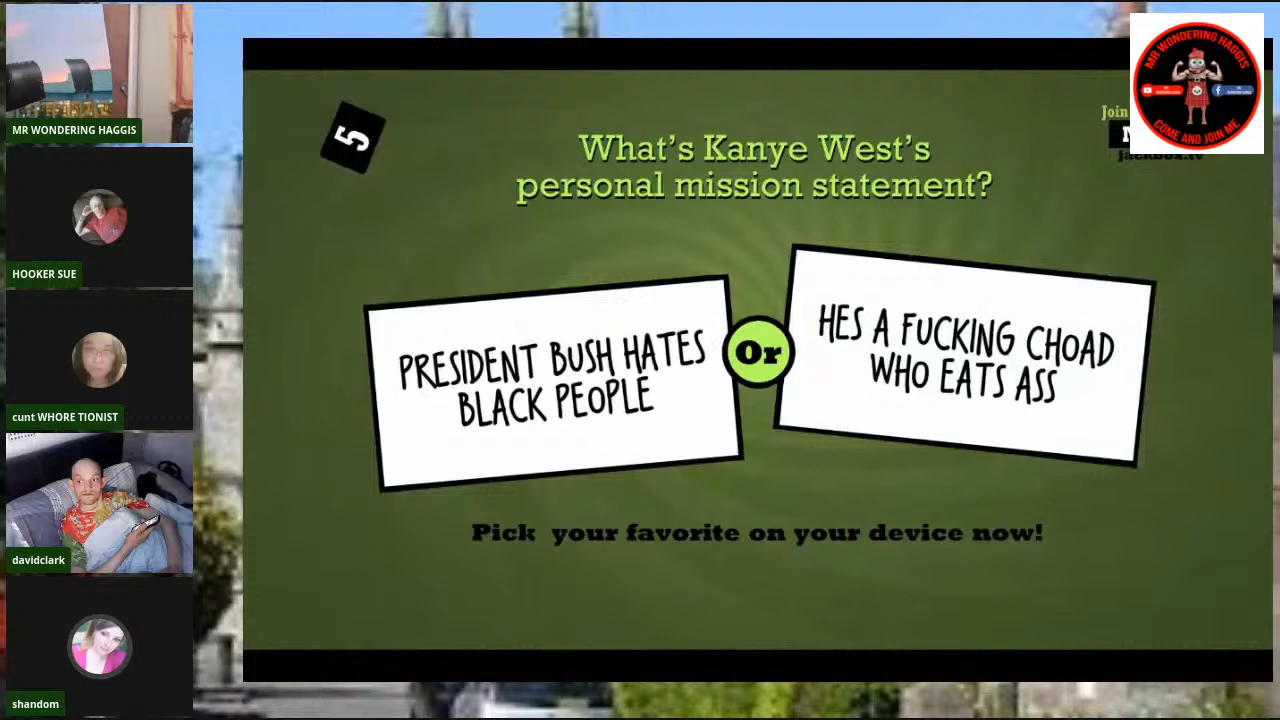 MR WONDERING HAGGIS
HOOKER SUE
cunt WHORE TIONIST
davidclark
shandom
5
What's Kanye West's
personal mission statement?
PRESIDENT BUSH HATES
BLACK PEOPLE
Or
HES A FUCKING CHOAD
WHO EATS ASS
Pick your favorite on your device now!
Join
jackbox.tv
MR WONDERING HAGGIS
COME AND JOIN ME